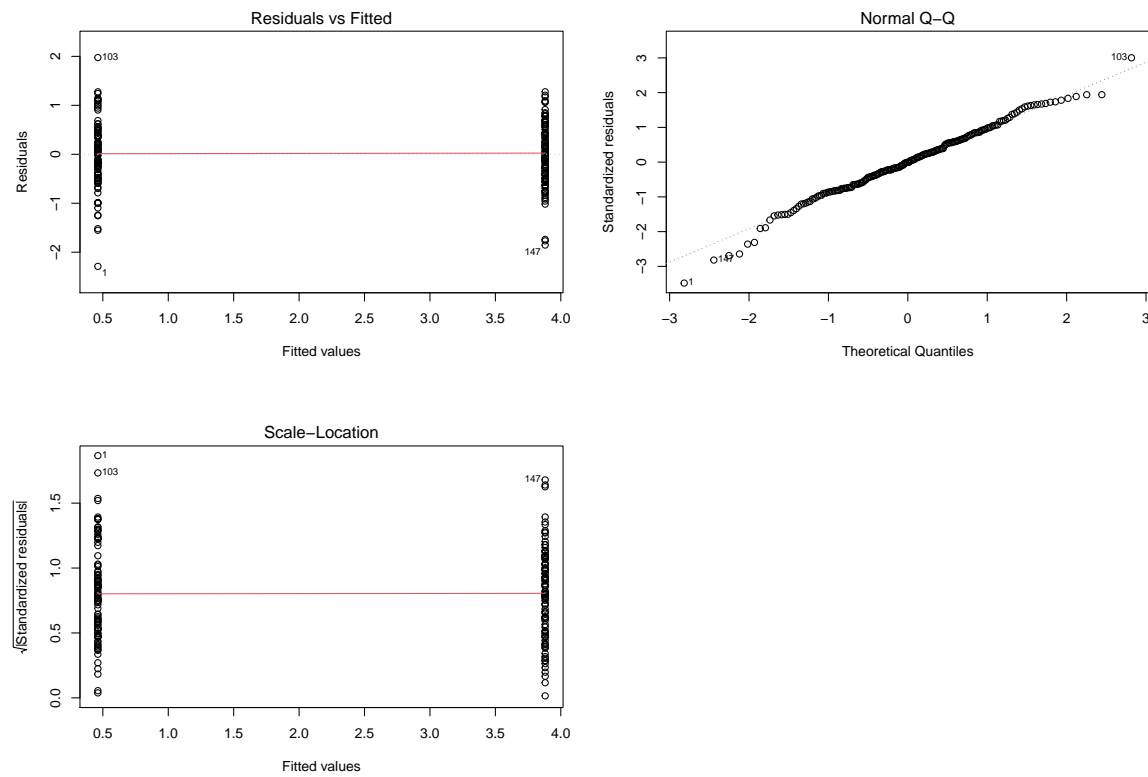 Residuals vs Fitted
Residuals
2
1
0
−1
−2
103
147
1
0.5 1.0 1.5 2.0 2.5 3.0 3.5 4.0
Fitted values
Normal Q−Q
Standardized residuals
3
2
1
0
−1
−2
−3
103
147
1
−3 −2 −1 0 1 2 3
Theoretical Quantiles
Scale−Location
√|Standardized residuals|
1.5
1.0
0.5
0.0
1
103
147
0.5 1.0 1.5 2.0 2.5 3.0 3.5 4.0
Fitted values